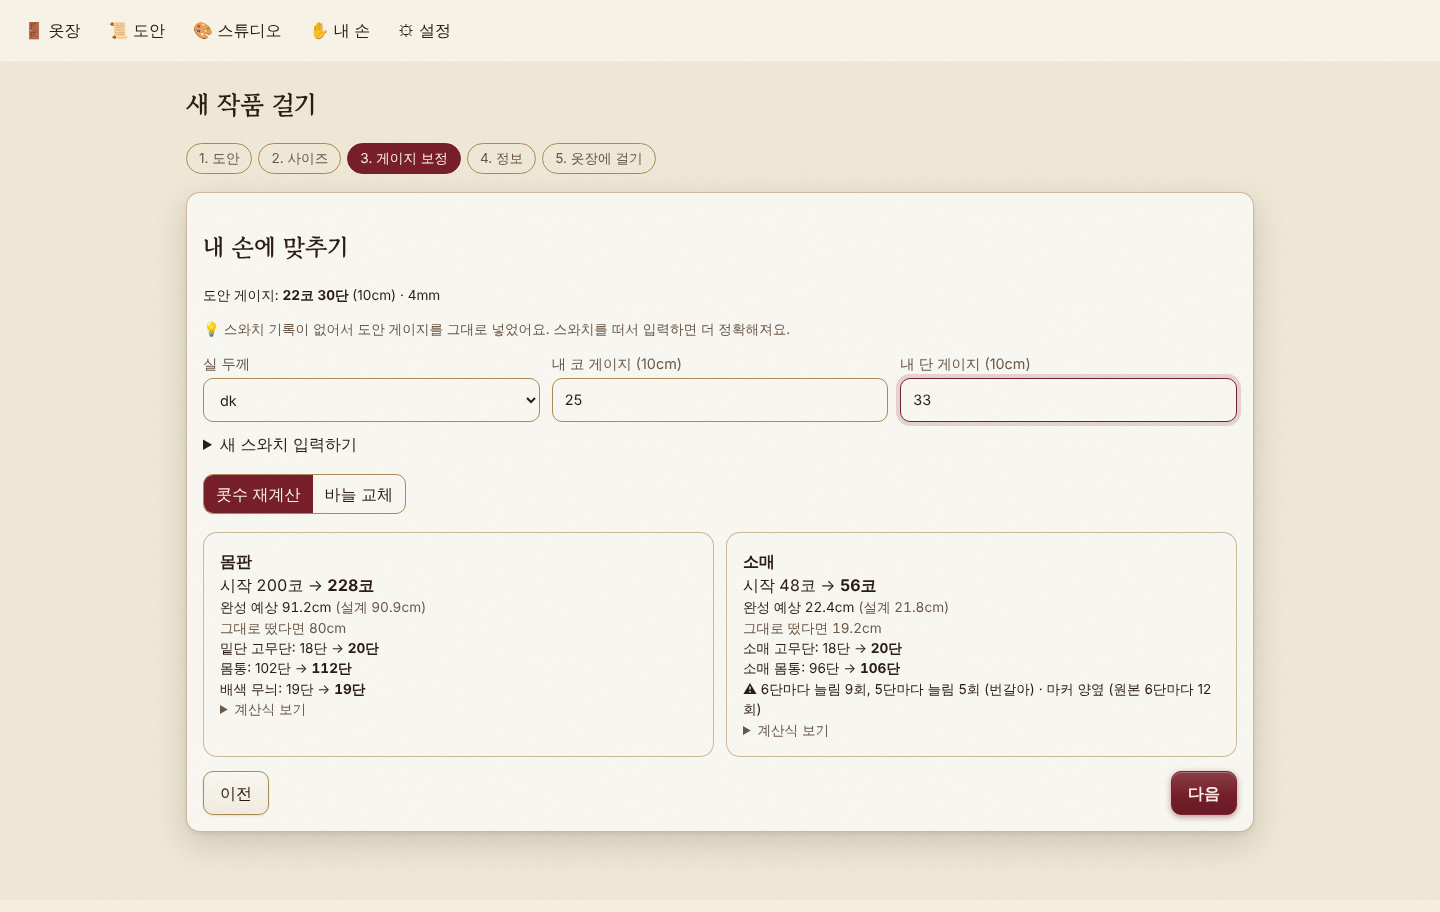 🚪 옷장 📜 도안 🎨 스튜디오 ✋ 내 손 ⛭ 설정
새 작품 걸기
1. 도안 2. 사이즈 3. 게이지 보정 4. 정보 5. 옷장에 걸기
내 손에 맞추기
도안 게이지: 22코 30단 (10cm) · 4mm
💡 스와치 기록이 없어서 도안 게이지를 그대로 넣었어요. 스와치를 떠서 입력하면 더 정확해져요.
실 두께 내 코 게이지 (10cm) 내 단 게이지 (10cm)
dk 25 33
▶ 새 스와치 입력하기
콧수 재계산 바늘 교체
몸판
시작 200코 → 228코
완성 예상 91.2cm (설계 90.9cm)
그대로 떴다면 80cm
밑단 고무단: 18단 → 20단
몸통: 102단 → 112단
배색 무늬: 19단 → 19단
▶ 계산식 보기
소매
시작 48코 → 56코
완성 예상 22.4cm (설계 21.8cm)
그대로 떴다면 19.2cm
소매 고무단: 18단 → 20단
소매 몸통: 96단 → 106단
⚠ 6단마다 늘림 9회, 5단마다 늘림 5회 (번갈아) · 마커 양옆 (원본 6단마다 12
회)
▶ 계산식 보기
이전 다음